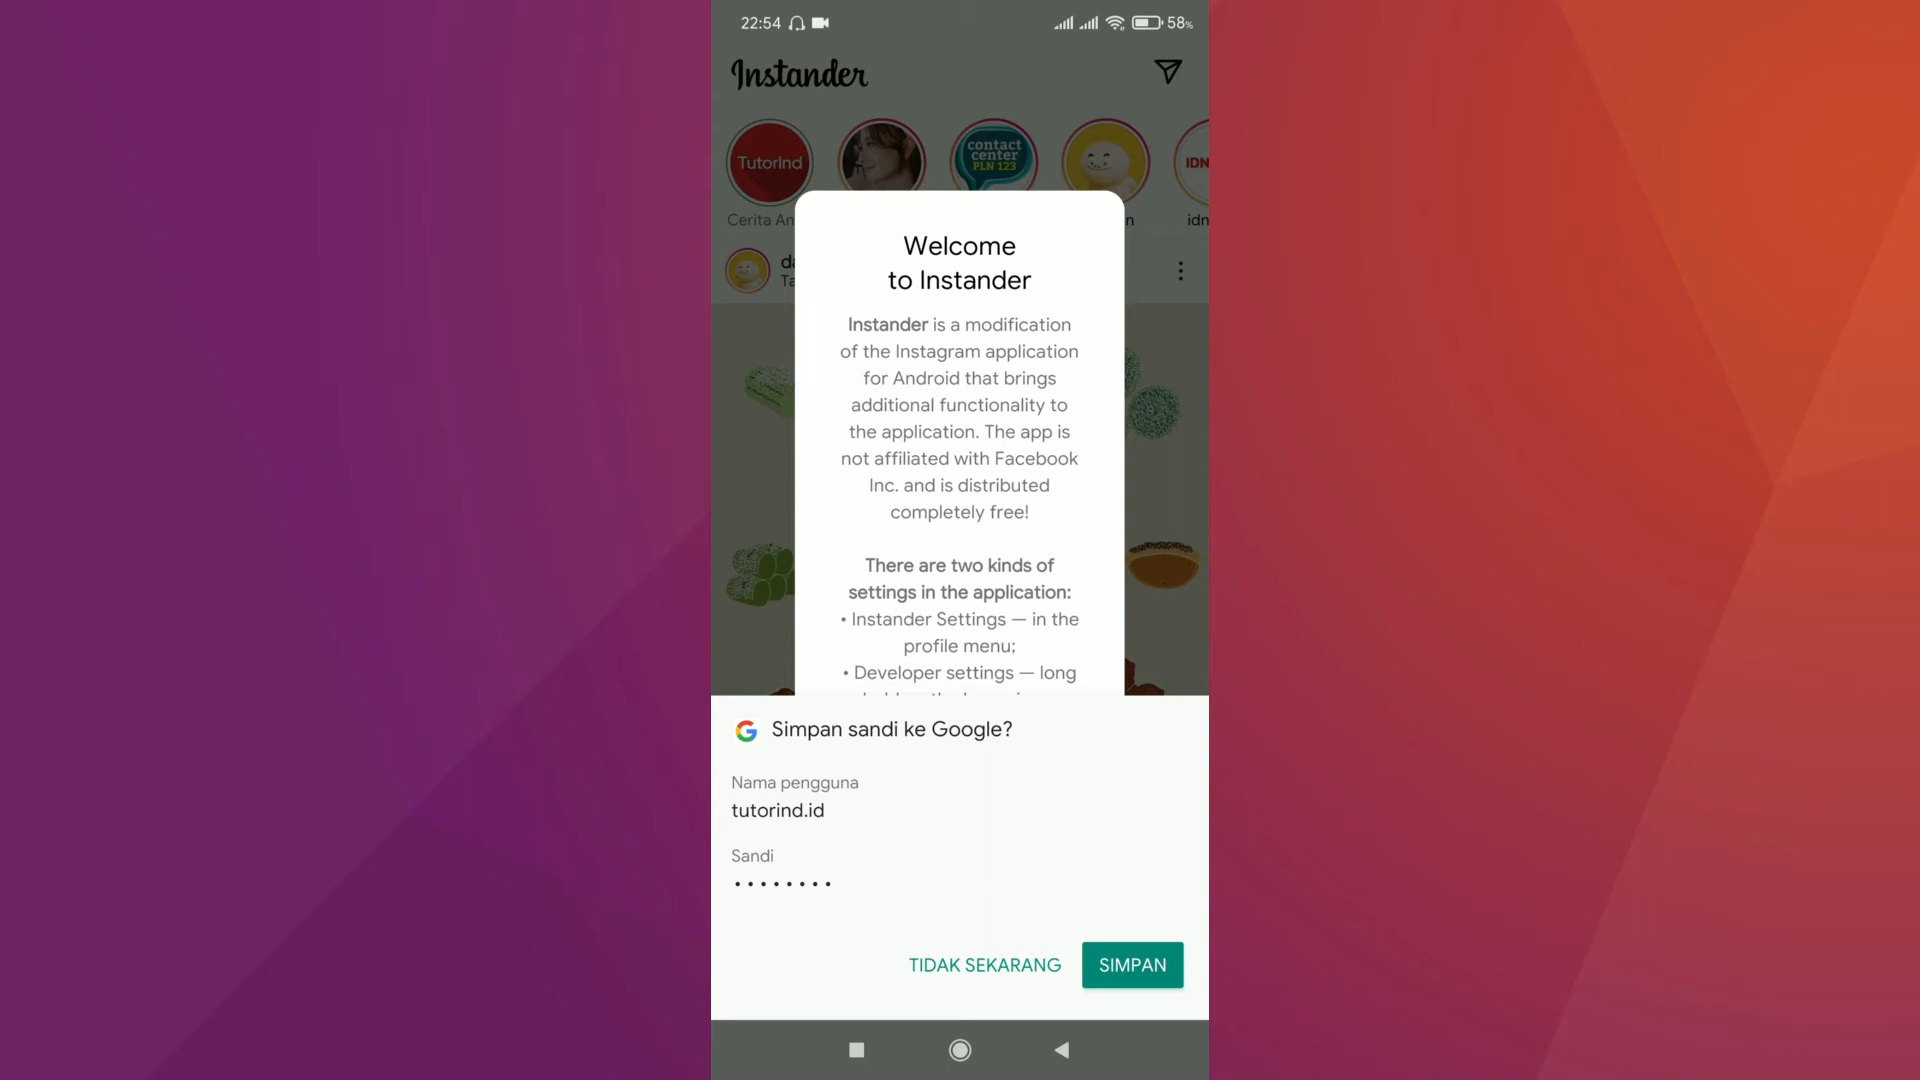 22:54
58%
Instander
TutorInd
contact
center
PLN 123
IDN
Cerita An
n
idn
da
Ta
Welcome
to Instander
Instander is a modification
of the Instagram application
for Android that brings
additional functionality to
the application. The app is
not affiliated with Facebook
Inc. and is distributed
completely free!
There are two kinds of
settings in the application:
• Instander Settings — in the
profile menu;
• Developer settings — long
Simpan sandi ke Google?
Nama pengguna
tutorind.id
Sandi
••••••••
TIDAK SEKARANG
SIMPAN